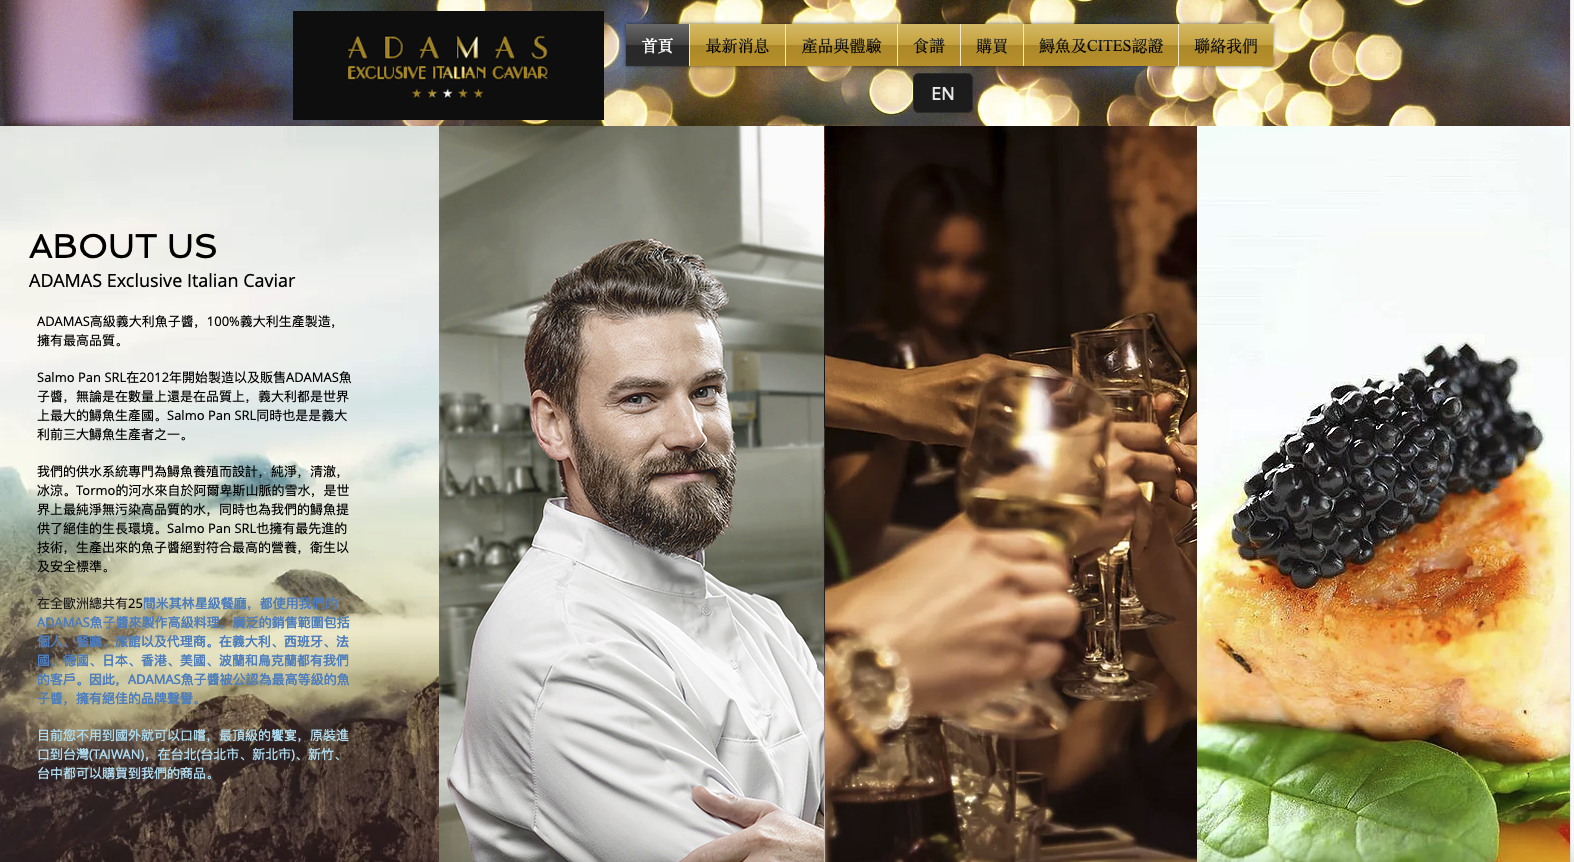 ADAMAS
EXCLUSIVE ITALIAN CAVIAR
首頁
最新消息
產品與體驗
食譜
購買
鱘魚及CITES認證
聯絡我們
EN
ABOUT US
ADAMAS Exclusive Italian Caviar
ADAMAS高級義大利魚子醬，100%義大利生產製造，
擁有最高品質。
Salmo Pan SRL在2012年開始製造以及販售ADAMAS魚
子醬，無論是在數量上還是在品質上，義大利都是世界
上最大的鱘魚生產國。Salmo Pan SRL同時也是是義大
利前三大鱘魚生產者之一。
我們的供水系統專門為鱘魚養殖而設計，純淨，清澈，
冰涼。Tormo的河水來自於阿爾卑斯山脈的雪水，是世
界上最純淨無污染高品質的水，同時也為我們的鱘魚提
供了絕佳的生長環境。Salmo Pan SRL也擁有最先進的
技術，生產出來的魚子醬絕對符合最高的營養，衛生以
及安全標準。
在全歐洲總共有25間米其林星級餐廳，都使用我們的
ADAMAS魚子醬來製作高級料理，廣泛的銷售範圍包括
個人、餐廳、旅館以及代理商。在義大利、西班牙、法
國、德國、日本、香港、美國、波蘭和烏克蘭都有我們
的客戶。因此，ADAMAS魚子醬被公認為最高等級的魚
子醬，擁有絕佳的品牌聲譽。
目前您不用到國外就可以口嚐，最頂級的饗宴，原裝進
口到台灣(TAIWAN)，在台北(台北市、新北市)、新竹、
台中都可以購買到我們的商品。